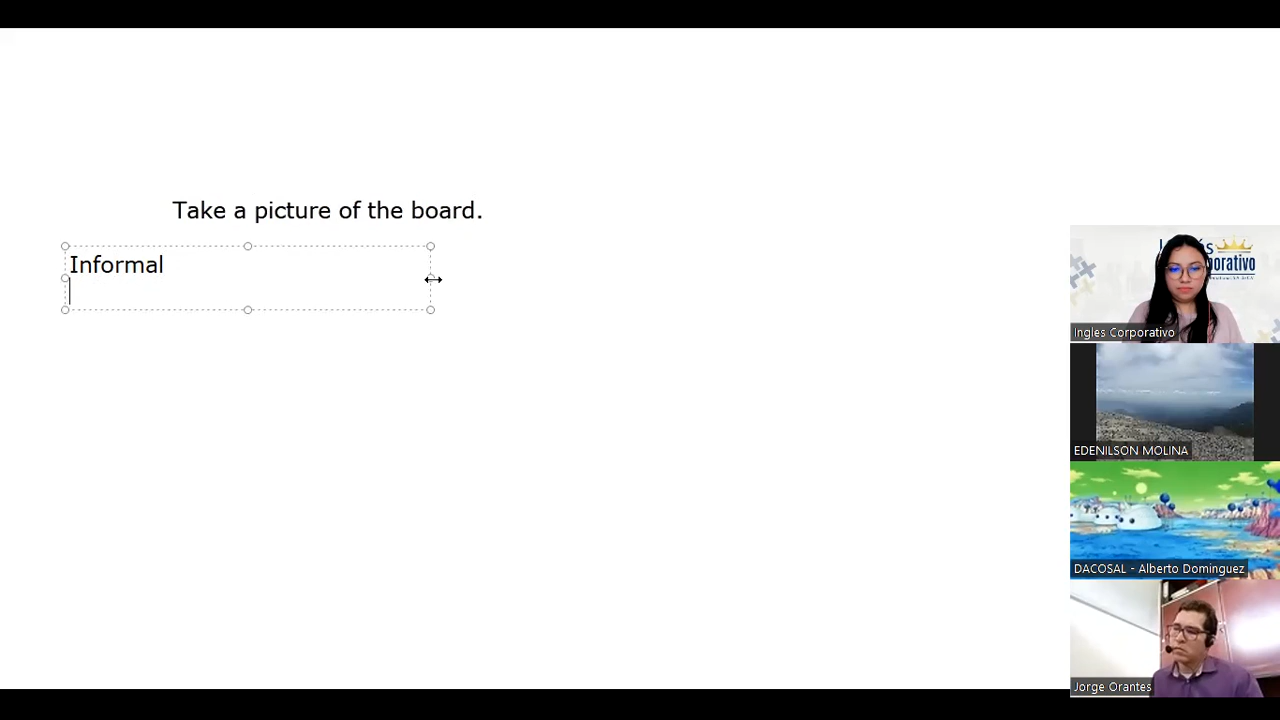 Take a picture of the board.
Informal
Ingles Corporativo
EDENILSON MOLINA
DACOSAL - Alberto Dominguez
Jorge Orantes